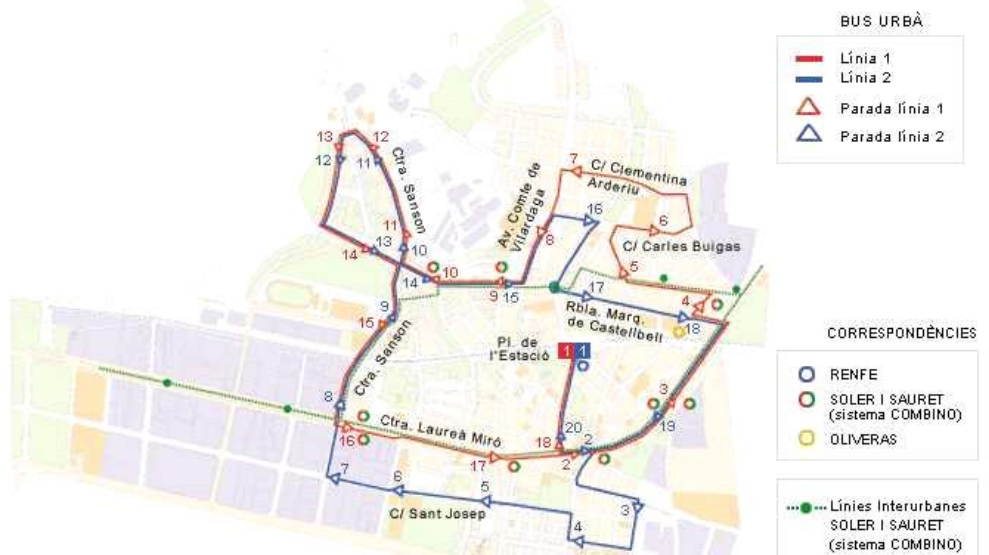 BUS URBÀ
Línia 1
Línia 2
Parada línia 1
Parada línia 2
13
12
12
11
Ctra. Sanson
11
10
14
13
14
10
9
15
Av. Comte de
Vilardaga
8
7
C/ Clementina
Arderiu
16
6
C/ Carles Buigas
5
4
17
18
Rbla. Marq.
de Castellbell
Pl. de
l'Estació
1
1
9
15
Ctra. Sanson
8
16
Ctra. Laureà Miró
17
18
20
2
2
3
19
7
6
5
4
3
C/ Sant Josep
CORRESPONDÈNCIES
RENFE
SOLER I SAURET
(sistema COMBINO)
OLIVERAS
Línies Interurbanes
SOLER I SAURET
(sistema COMBINO)